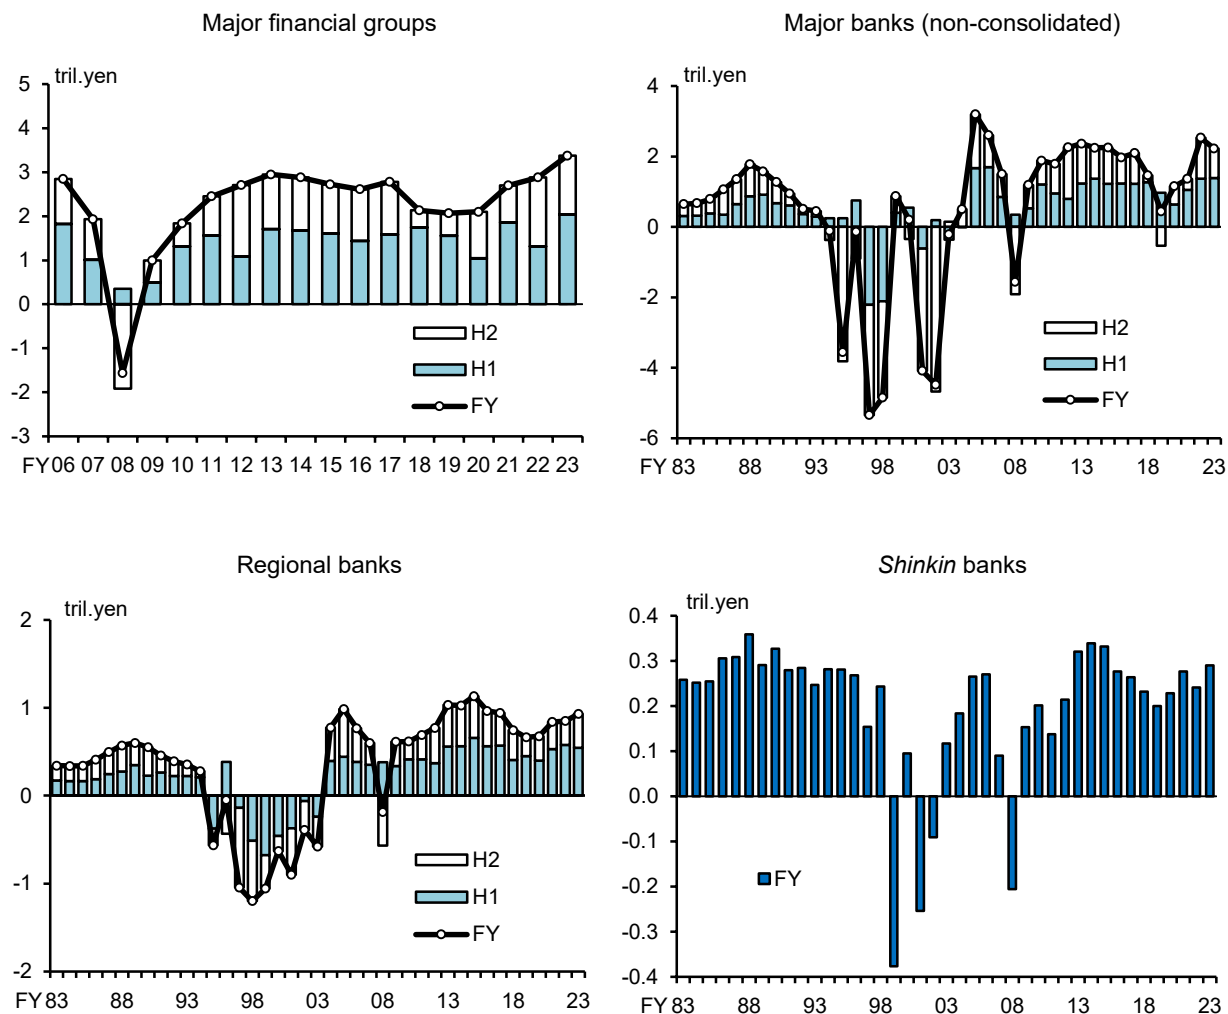 Major financial groups
tril.yen
5
4
3
2
1
0
-1
-2
-3
H2
H1
FY
FY 06 07 08 09 10 11 12 13 14 15 16 17 18 19 20 21 22 23
Major banks (non-consolidated)
tril.yen
4
2
0
-2
-4
-6
H2
H1
FY
FY 83 88 93 98 03 08 13 18 23
Regional banks
tril.yen
2
1
0
-1
-2
H2
H1
FY
FY 83 88 93 98 03 08 13 18 23
Shinkin banks
tril.yen
0.4
0.3
0.2
0.1
0.0
-0.1
-0.2
-0.3
-0.4
FY
FY 83 88 93 98 03 08 13 18 23